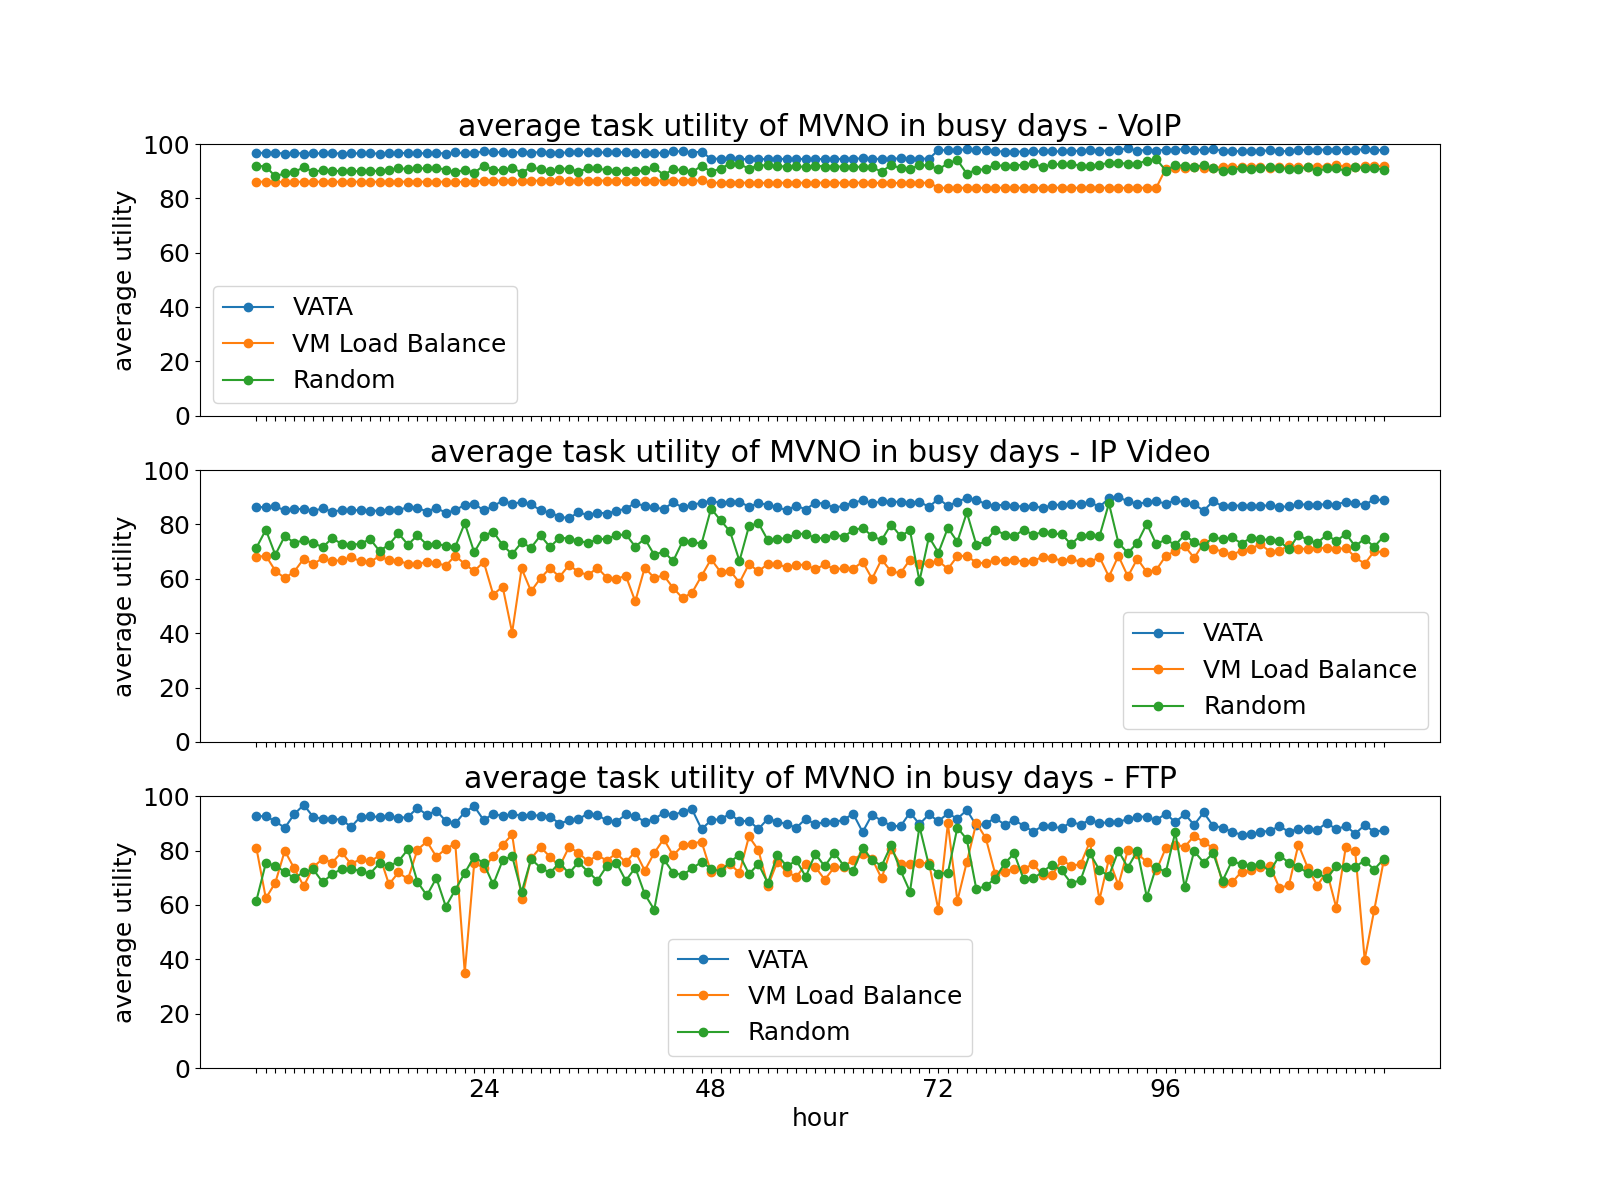 average task utility of MVNO in busy days - VoIP
100
80
60
40
20
0
average utility
VATA
VM Load Balance
Random
average task utility of MVNO in busy days - IP Video
100
80
60
40
20
0
average utility
VATA
VM Load Balance
Random
average task utility of MVNO in busy days - FTP
100
80
60
40
20
0
average utility
VATA
VM Load Balance
Random
24 48 72 96
hour